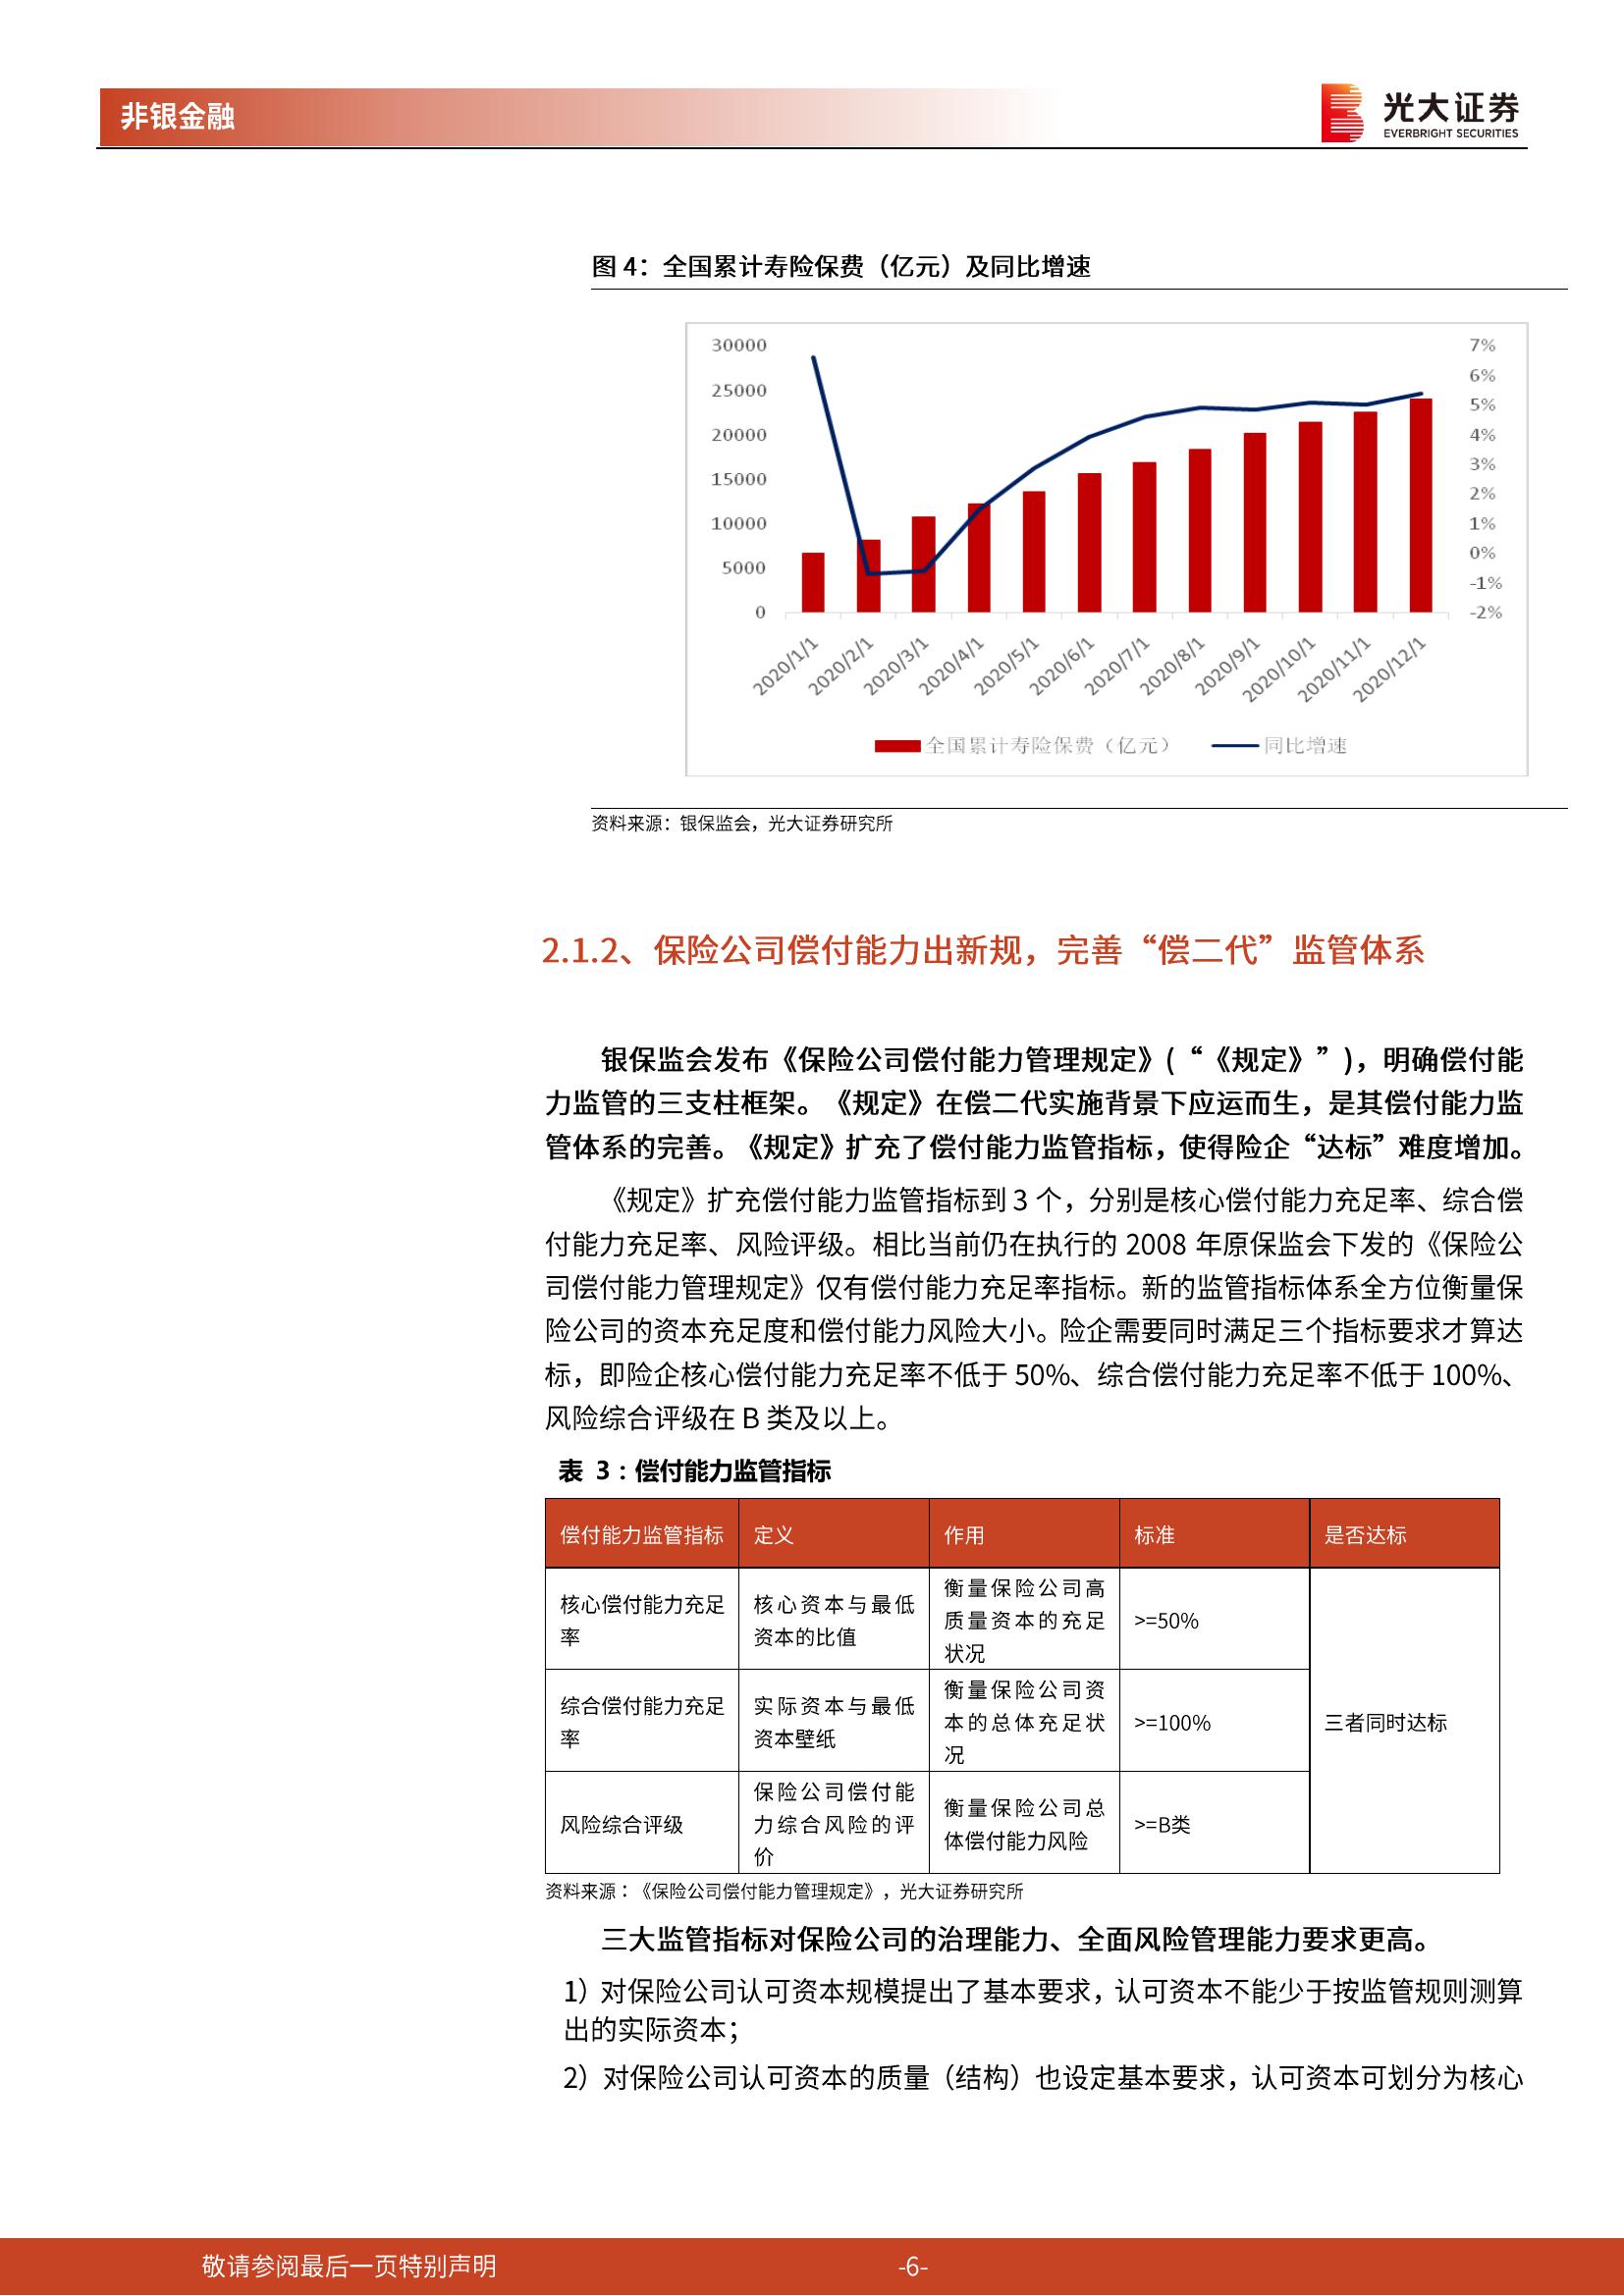 非银金融
光大证券
EVERBRIGHT SECURITIES
图 4：全国累计寿险保费（亿元）及同比增速
30000
25000
20000
15000
10000
5000
0
7%
6%
5%
4%
3%
2%
1%
0%
-1%
-2%
2020/1/1
2020/2/1
2020/3/1
2020/4/1
2020/5/1
2020/6/1
2020/7/1
2020/8/1
2020/9/1
2020/10/1
2020/11/1
2020/12/1
全国累计寿险保费（亿元） 同比增速
资料来源：银保监会，光大证券研究所
2.1.2、保险公司偿付能力出新规，完善“偿二代”监管体系
银保监会发布《保险公司偿付能力管理规定》(“《规定》”)，明确偿付能
力监管的三支柱框架。《规定》在偿二代实施背景下应运而生，是其偿付能力监
管体系的完善。《规定》扩充了偿付能力监管指标，使得险企“达标”难度增加。
《规定》扩充偿付能力监管指标到 3 个，分别是核心偿付能力充足率、综合偿
付能力充足率、风险评级。相比当前仍在执行的 2008 年原保监会下发的《保险公
司偿付能力管理规定》仅有偿付能力充足率指标。新的监管指标体系全方位衡量保
险公司的资本充足度和偿付能力风险大小。险企需要同时满足三个指标要求才算达
标，即险企核心偿付能力充足率不低于 50%、综合偿付能力充足率不低于 100%、
风险综合评级在 B 类及以上。
表 3：偿付能力监管指标
偿付能力监管指标 定义 作用 标准 是否达标
核心偿付能力充足
率
核心资本与最低
资本的比值
衡量保险公司高
质量资本的充足
状况
>=50%
综合偿付能力充足
率
实际资本与最低
资本壁纸
衡量保险公司资
本的总体充足状
况
>=100%
三者同时达标
风险综合评级
保险公司偿付能
力综合风险的评
价
衡量保险公司总
体偿付能力风险
>=B类
资料来源：《保险公司偿付能力管理规定》，光大证券研究所
三大监管指标对保险公司的治理能力、全面风险管理能力要求更高。
1）对保险公司认可资本规模提出了基本要求，认可资本不能少于按监管规则测算
出的实际资本；
2）对保险公司认可资本的质量（结构）也设定基本要求，认可资本可划分为核心
敬请参阅最后一页特别声明
-6-